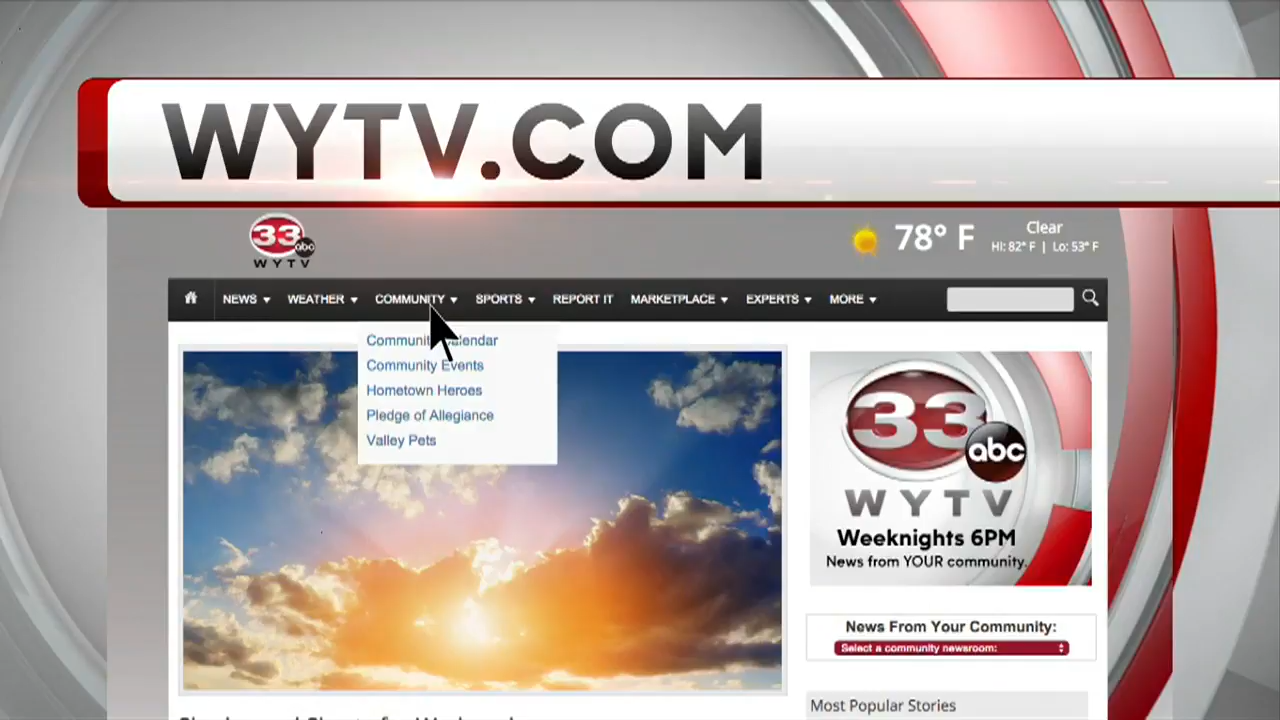 WYTV.COM
33 abc
WYTV
78° F
Clear
Hi: 82° F | Lo: 53° F
NEWS WEATHER COMMUNITY SPORTS REPORT IT MARKETPLACE EXPERTS MORE
Community Calendar
Community Events
Hometown Heroes
Pledge of Allegiance
Valley Pets
33 abc
WYTV
Weeknights 6PM
News from YOUR community.
News From Your Community:
Select a community newsroom:
Most Popular Stories